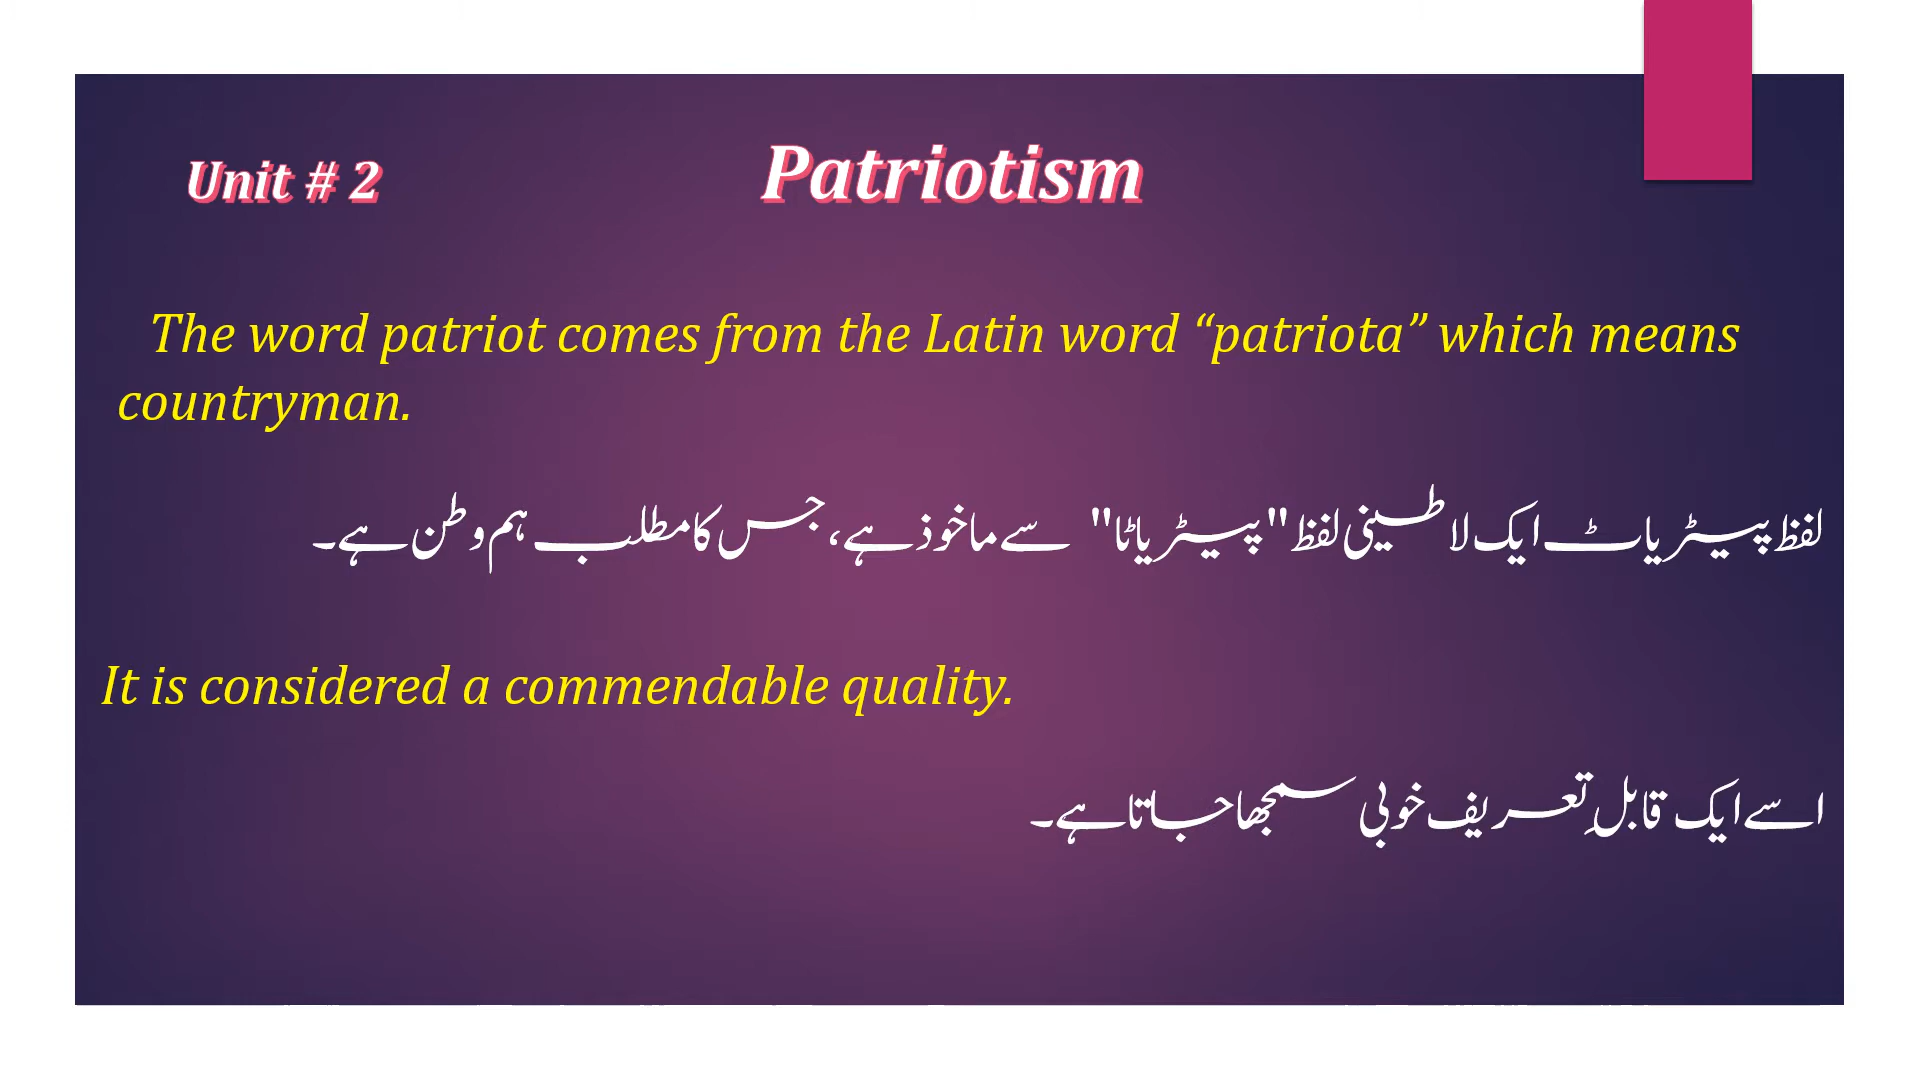 Unit # 2
Patriotism
The word patriot comes from the Latin word “patriota” which means
countryman.
لفظ پیٹریاٹ ایک لاطینی لفظ "پیٹریاٹا" سے ماخوذ ہے، جس کا مطلب ہم وطن ہے۔
It is considered a commendable quality.
اسے ایک قابلِ تعریف خوبی سمجھا جاتا ہے۔